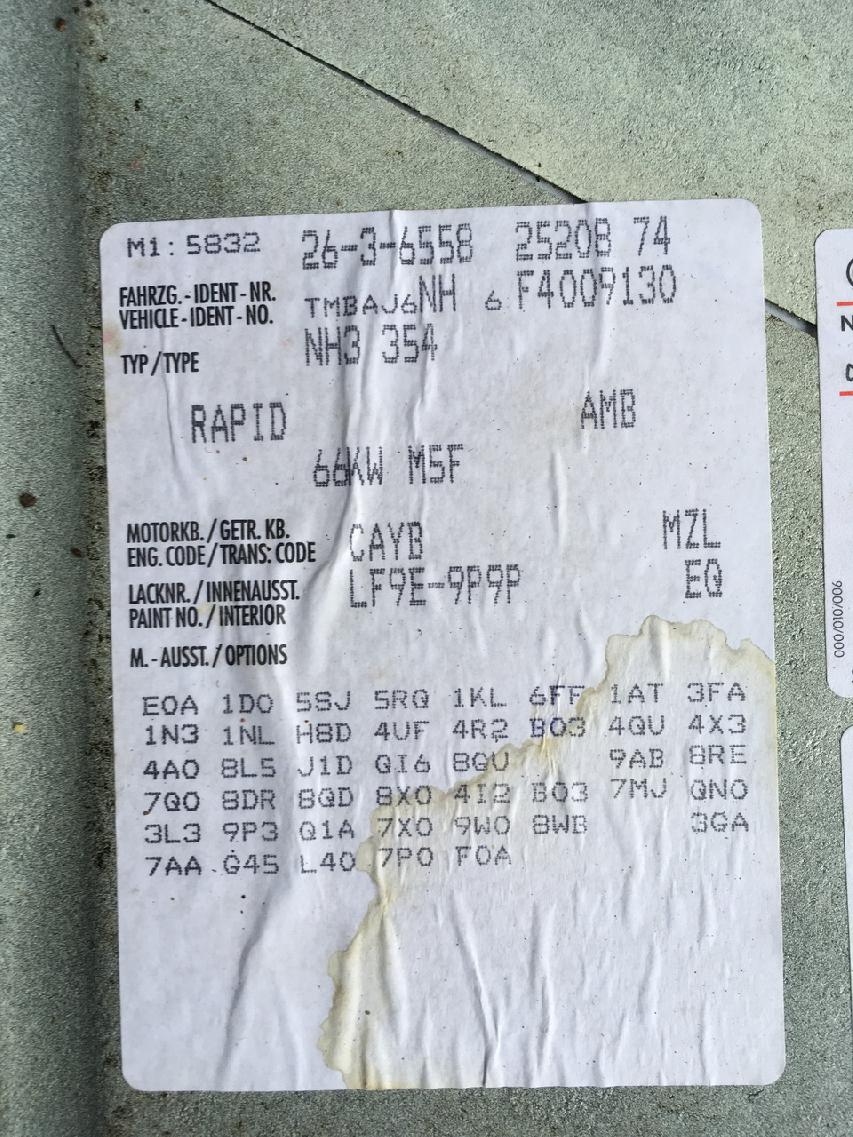 M1: 5832 26-3-6558 25208 74
FAHRZG.-IDENT-NR.
VEHICLE-IDENT-NO. TMBAJ6NH 6 F4009130
TYP/TYPE NH3 354
RAPID AMB
66KW M5F
MOTORKB./GETR. KB.
ENG. CODE/TRANS: CODE CAYB MZL
LACKNR./INNENAUSST.
PAINT NO./INTERIOR LF9E-9P9P EQ
M.-AUSST./OPTIONS
E0A 1D0 5SJ 5RQ 1KL 6FF 1AT 3FA
1N3 1NL H8D 4UF 4R2 B03 4QU 4X3
4A0 8L5 J1D QI6 8GU 9AB 8RE
7Q0 8DR 8QD 8X0 4I2 B03 7MJ QN0
3L3 9P3 Q1A 7X0 9W0 8WB 3GA
7AA G45 L40 7P0 F0A
000/010/006